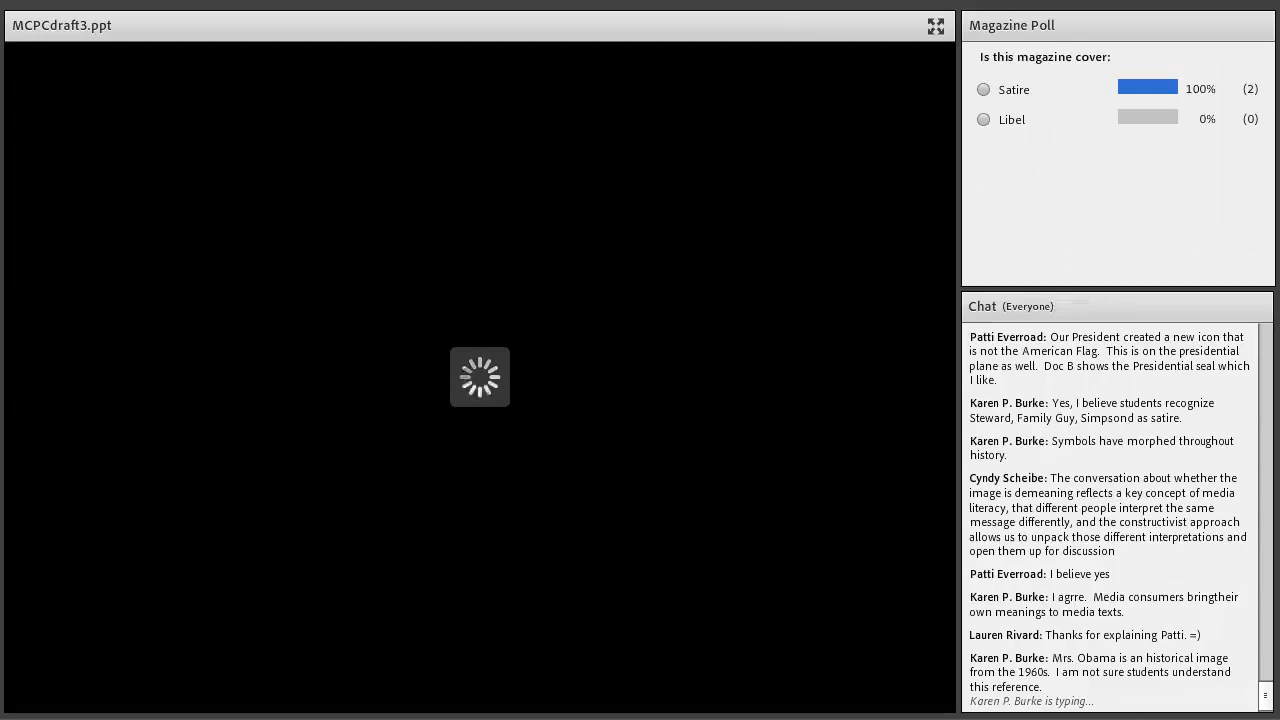 MCPCdraft3.ppt
Magazine Poll
Is this magazine cover:
Satire 100% (2)
Libel 0% (0)
Chat (Everyone)
Patti Everroad: Our President created a new icon that
is not the American Flag. This is on the presidential
plane as well. Doc B shows the Presidential seal which
I like.
Karen P. Burke: Yes, I believe students recognize
Steward, Family Guy, Simpsond as satire.
Karen P. Burke: Symbols have morphed throughout
history.
Cyndy Scheibe: The conversation about whether the
image is demeaning reflects a key concept of media
literacy, that different people interpret the same
message differently, and the constructivist approach
allows us to unpack those different interpretations and
open them up for discussion
Patti Everroad: I believe yes
Karen P. Burke: I agrre. Media consumers bringtheir
own meanings to media texts.
Lauren Rivard: Thanks for explaining Patti. =)
Karen P. Burke: Mrs. Obama is an historical image
from the 1960s. I am not sure students understand
this reference.
Karen P. Burke is typing...